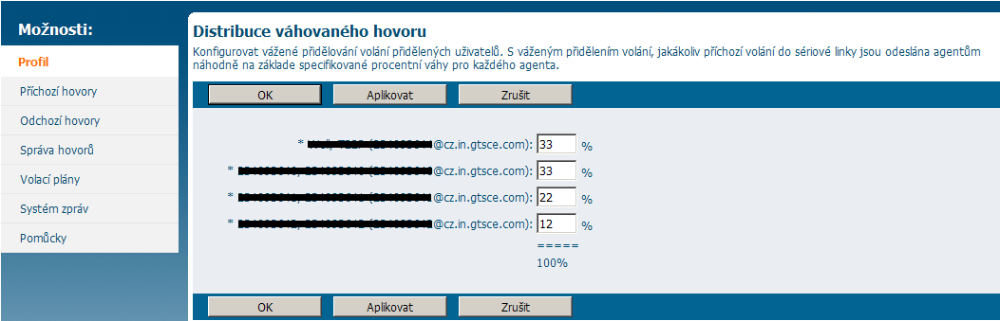 Možnosti:
Profil
Příchozí hovory
Odchozí hovory
Správa hovorů
Volací plány
Systém zpráv
Pomůcky
Distribuce váhovaného hovoru
Konfigurovat vážené přidělování volání přidělených uživatelů. S váženým přidělením volání, jakákoliv příchozí volání do sériové linky jsou odeslána agentům
náhodně na základe specifikované procentní váhy pro každého agenta.
OK Aplikovat Zrušit
* @cz.in.gtsce.com): 33 %
* @cz.in.gtsce.com): 33 %
* @cz.in.gtsce.com): 22 %
* @cz.in.gtsce.com): 12 %
=====
100%
OK Aplikovat Zrušit